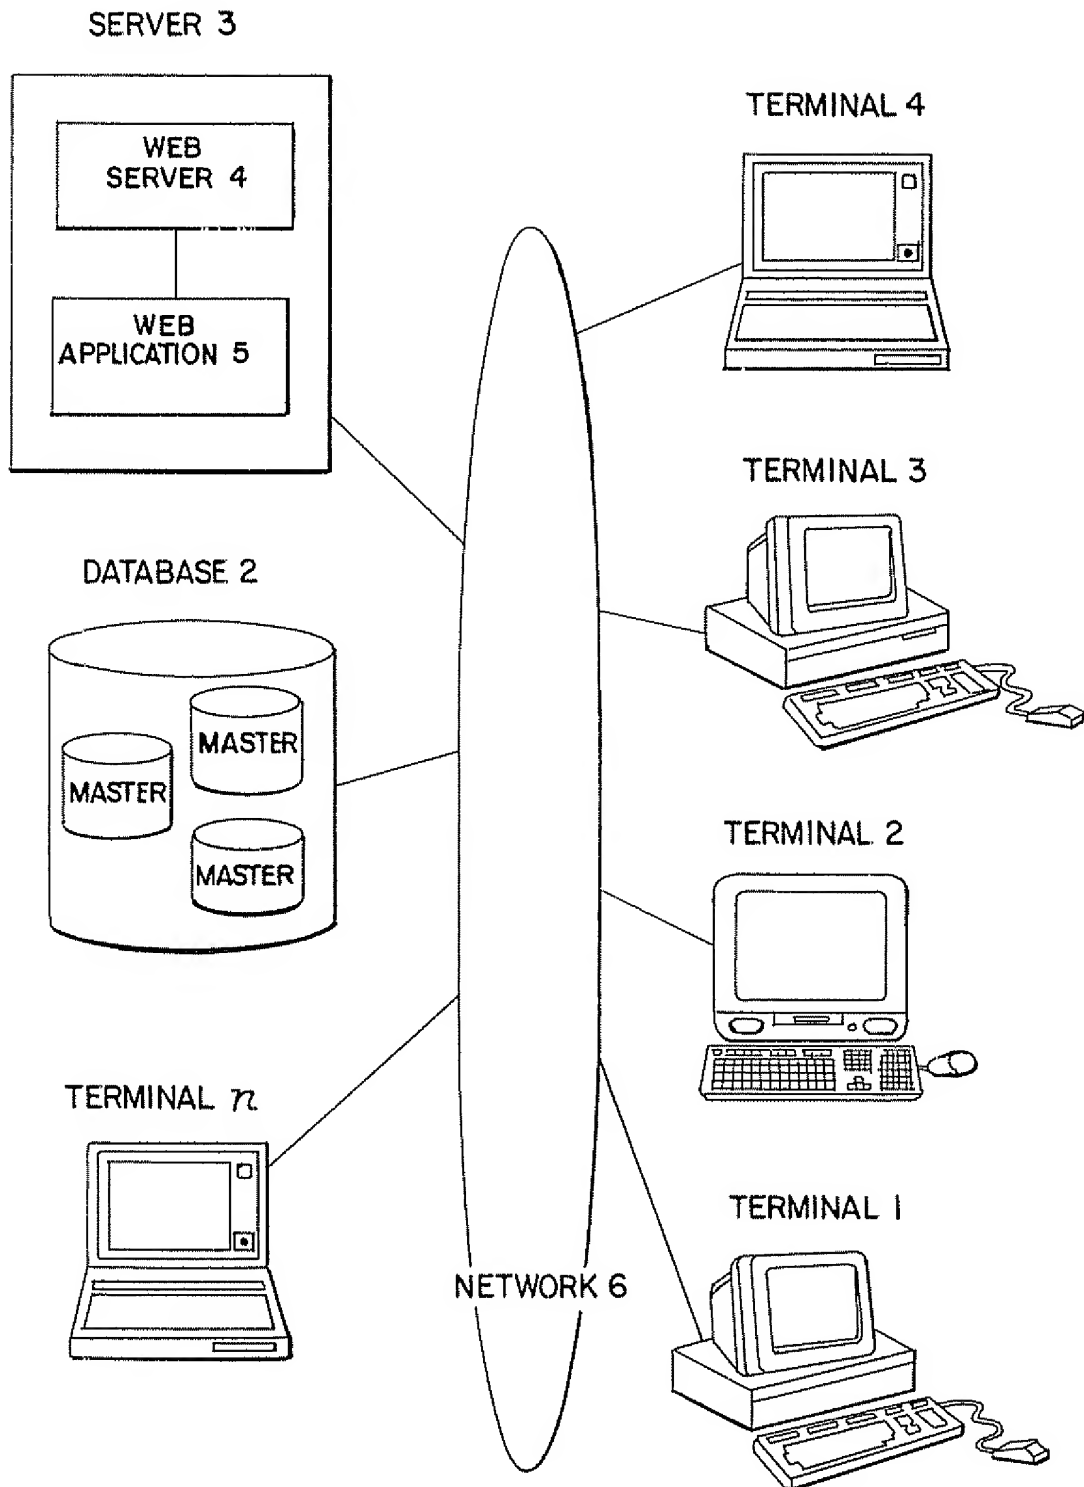 SERVER 3
WEB
SERVER 4
WEB
APPLICATION 5
DATABASE 2
MASTER
MASTER
MASTER
TERMINAL n
NETWORK 6
TERMINAL 4
TERMINAL 3
TERMINAL 2
TERMINAL 1